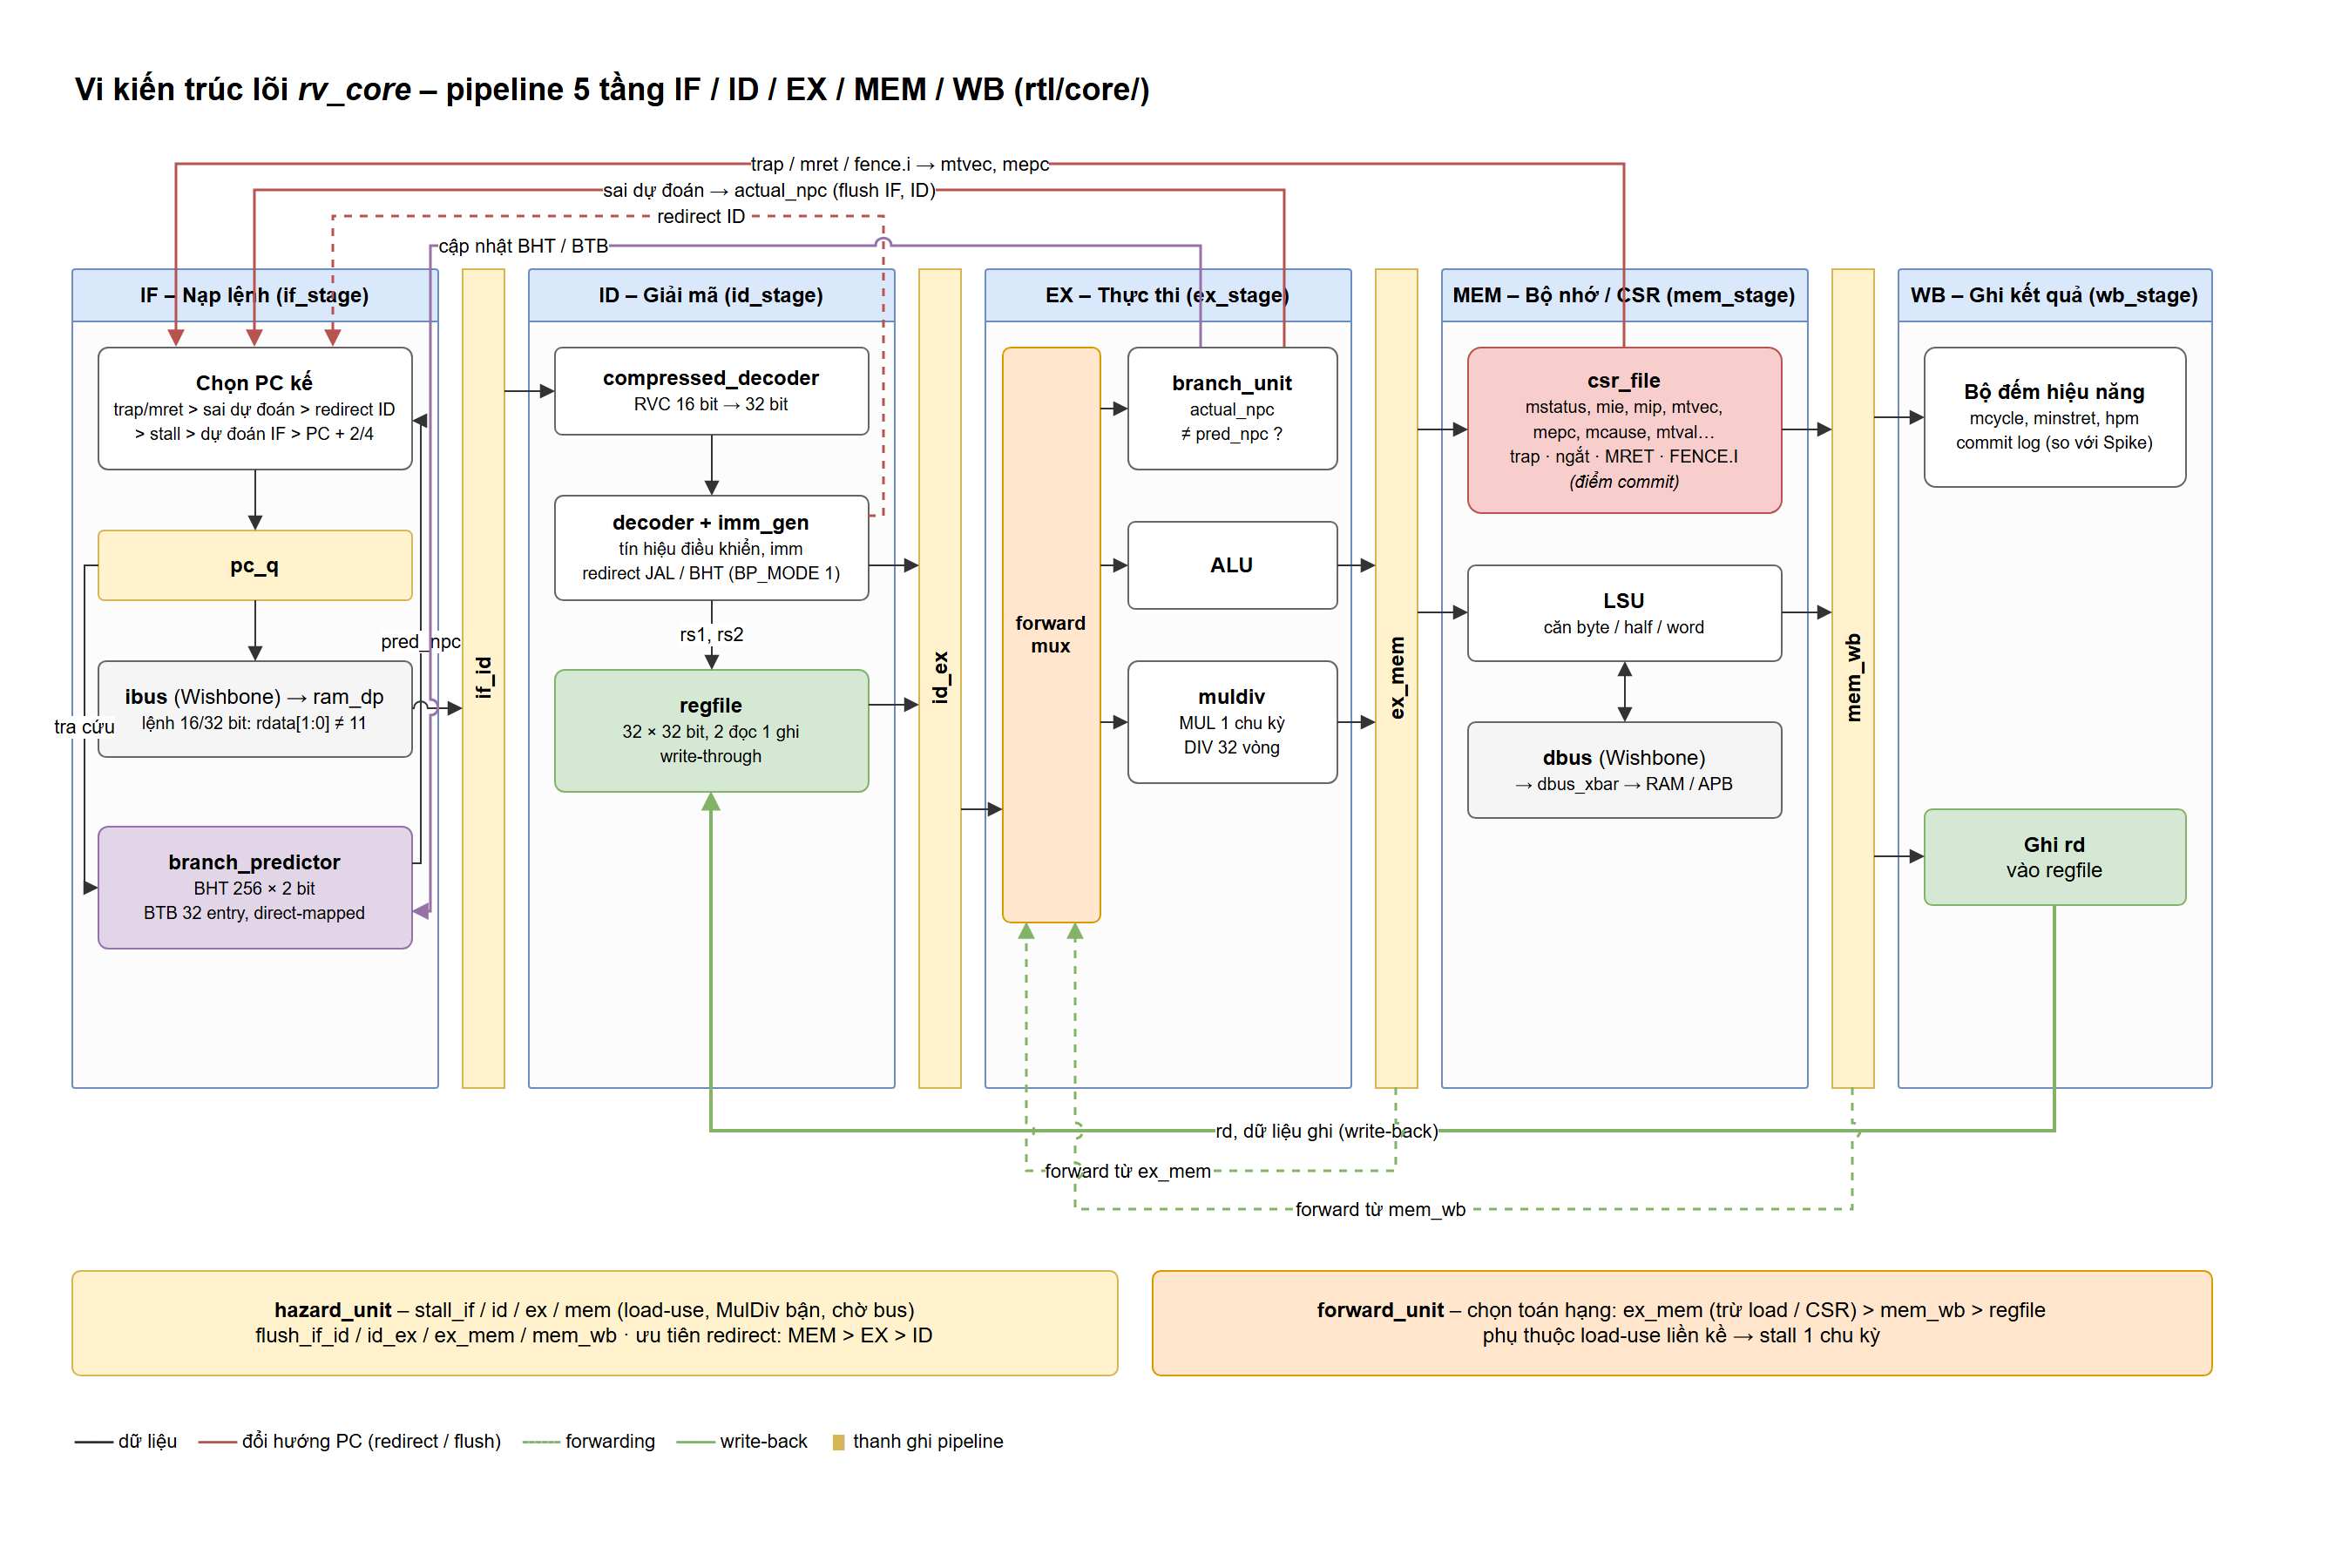 Vi kiến trúc lõi rv_core – pipeline 5 tầng IF / ID / EX / MEM / WB (rtl/core/)
trap / mret / fence.i → mtvec, mepc
sai dự đoán → actual_npc (flush IF, ID)
redirect ID
cập nhật BHT / BTB
IF – Nạp lệnh (if_stage)
Chọn PC kế
trap/mret > sai dự đoán > redirect ID
> stall > dự đoán IF > PC + 2/4
pc_q
pred_npc
ibus (Wishbone) → ram_dp
lệnh 16/32 bit: rdata[1:0] ≠ 11
tra cứu
branch_predictor
BHT 256 × 2 bit
BTB 32 entry, direct-mapped
if_id
ID – Giải mã (id_stage)
compressed_decoder
RVC 16 bit → 32 bit
decoder + imm_gen
tín hiệu điều khiển, imm
redirect JAL / BHT (BP_MODE 1)
rs1, rs2
regfile
32 × 32 bit, 2 đọc 1 ghi
write-through
id_ex
EX – Thực thi (ex_stage)
forward
mux
branch_unit
actual_npc
≠ pred_npc ?
ALU
muldiv
MUL 1 chu kỳ
DIV 32 vòng
ex_mem
MEM – Bộ nhớ / CSR (mem_stage)
csr_file
mstatus, mie, mip, mtvec,
mepc, mcause, mtval…
trap · ngắt · MRET · FENCE.I
(điểm commit)
LSU
căn byte / half / word
dbus (Wishbone)
→ dbus_xbar → RAM / APB
mem_wb
WB – Ghi kết quả (wb_stage)
Bộ đếm hiệu năng
mcycle, minstret, hpm
commit log (so với Spike)
Ghi rd
vào regfile
rd, dữ liệu ghi (write-back)
forward từ ex_mem
forward từ mem_wb
hazard_unit – stall_if / id / ex / mem (load-use, MulDiv bận, chờ bus)
flush_if_id / id_ex / ex_mem / mem_wb · ưu tiên redirect: MEM > EX > ID
forward_unit – chọn toán hạng: ex_mem (trừ load / CSR) > mem_wb > regfile
phụ thuộc load-use liền kề → stall 1 chu kỳ
dữ liệu
đổi hướng PC (redirect / flush)
forwarding
write-back
thanh ghi pipeline